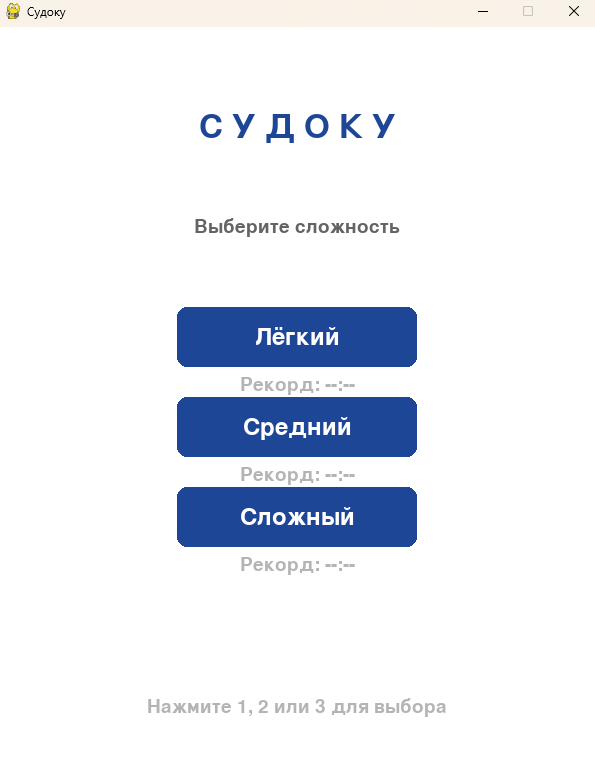 Судоку
С У Д О К У
Выберите сложность
Лёгкий
Рекорд: --:--
Средний
Рекорд: --:--
Сложный
Рекорд: --:--
Нажмите 1, 2 или 3 для выбора